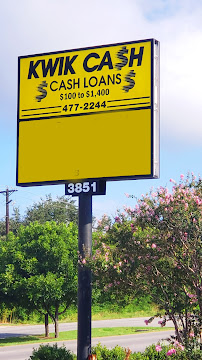 KWIK CA$H
$ CASH LOANS $
$100 to $1,400
477-2244
3851